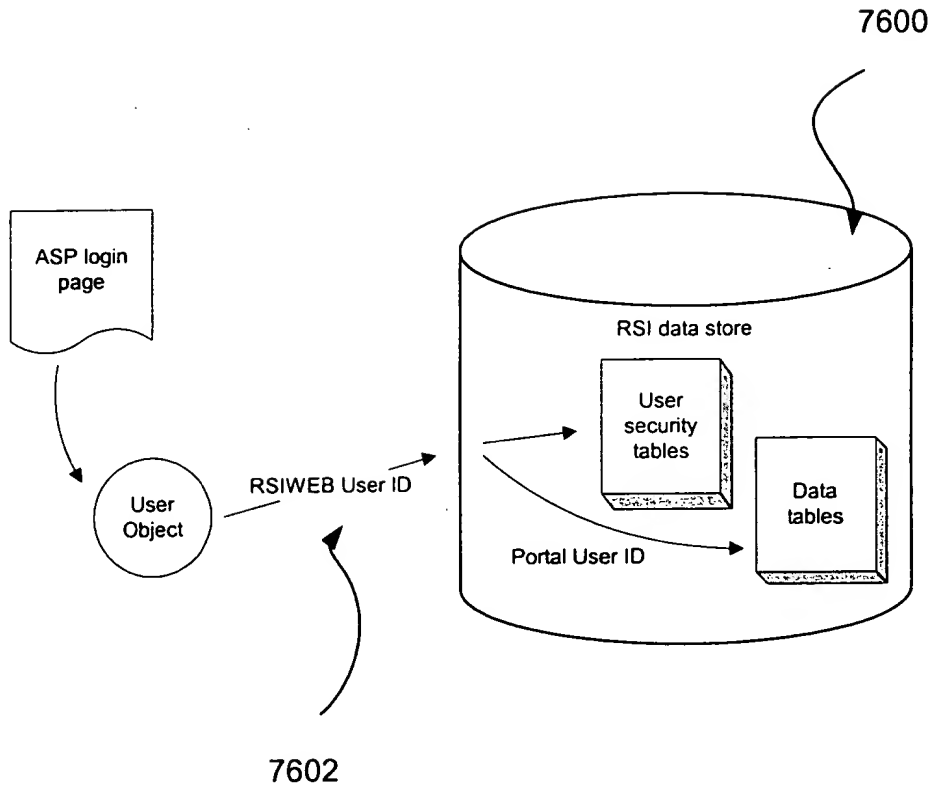 7600
ASP login
page
RSI data store
User
security
tables
RSIWEB User ID
User
Object
Data
tables
Portal User ID
7602